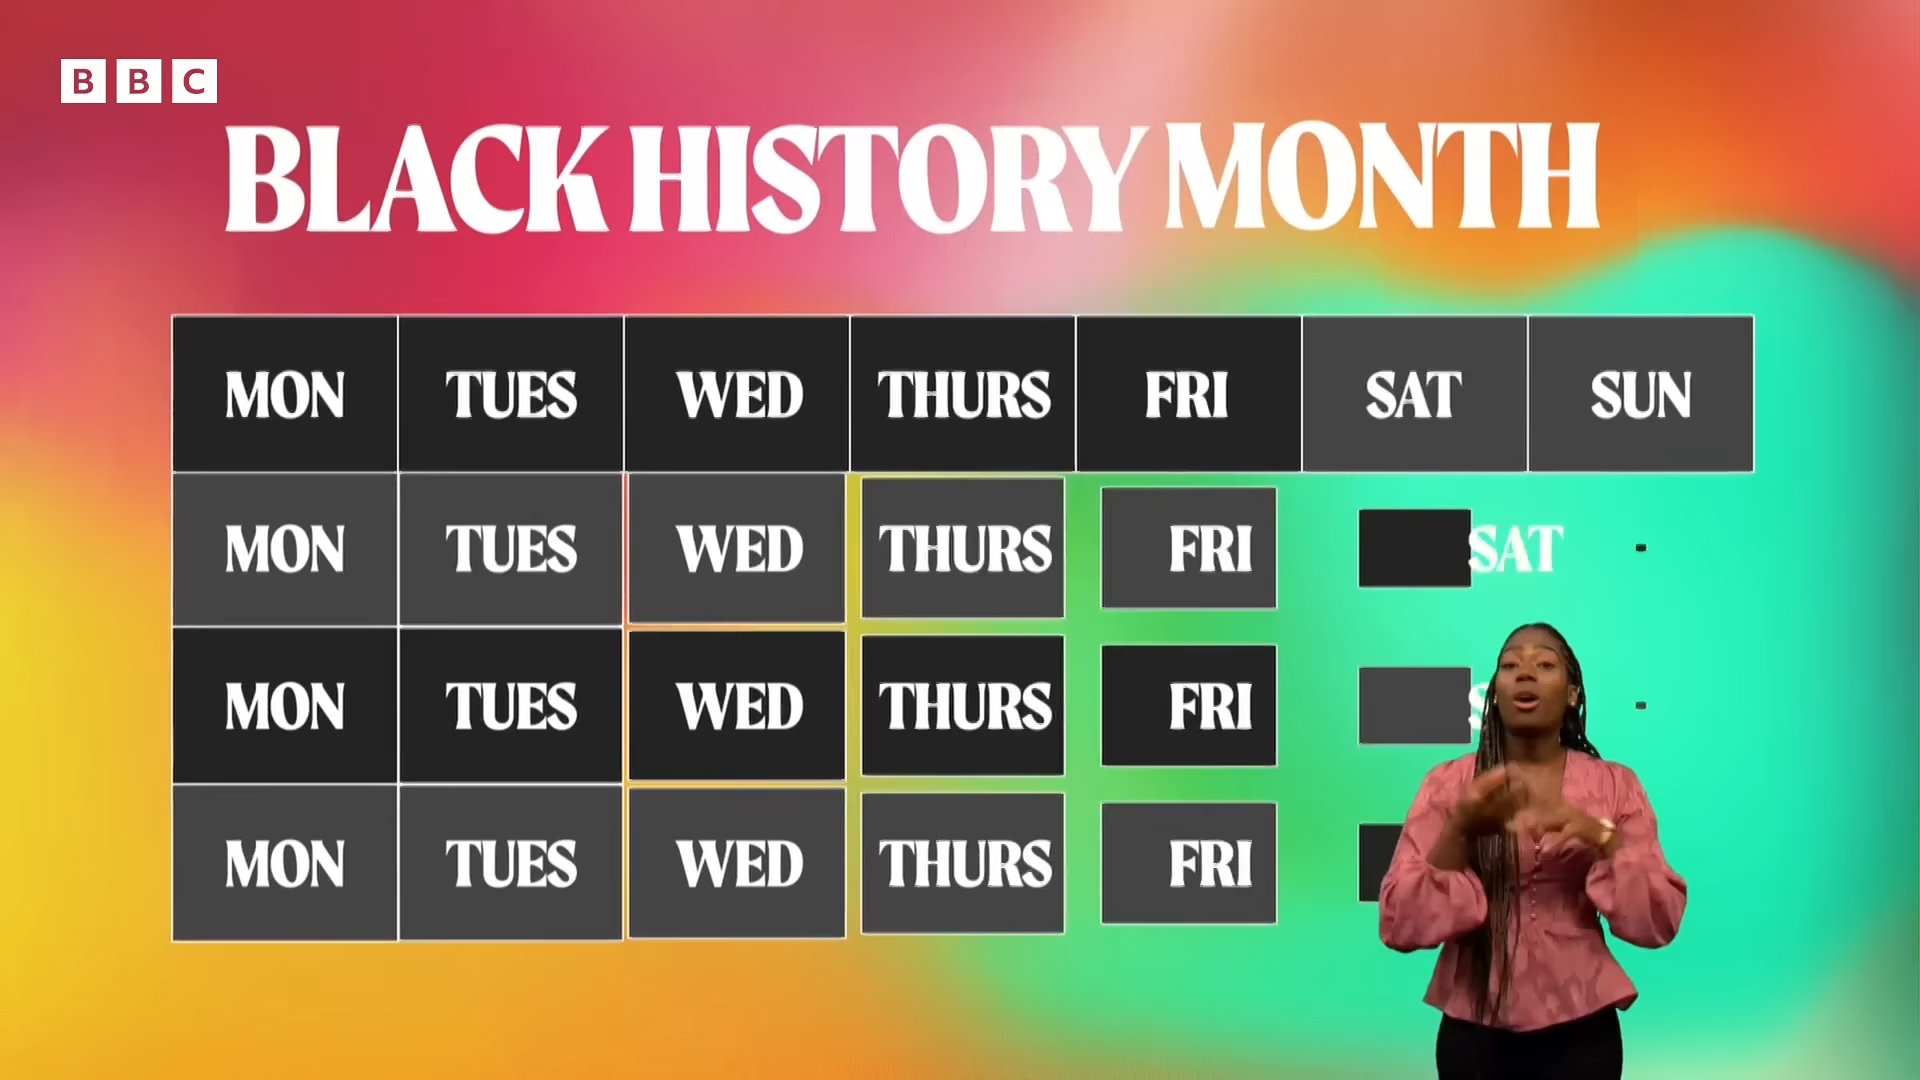 BBC
BLACK HISTORY MONTH
MON TUES WED THURS FRI SAT SUN
MON TUES WED THURS FRI SAT
MON TUES WED THURS FRI
MON TUES WED THURS FRI